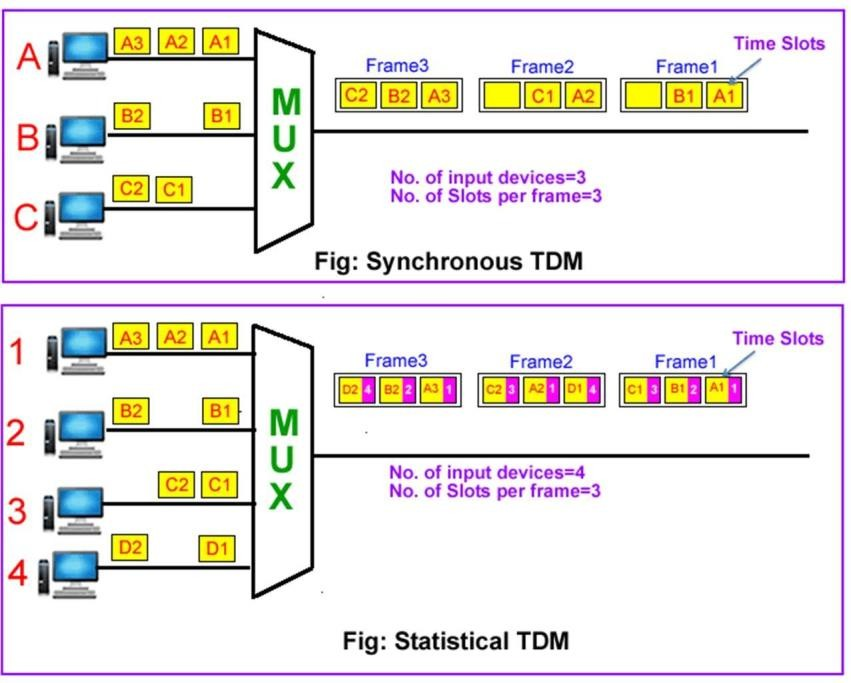 Time Slots
A A3 A2 A1
Frame3 Frame2 Frame1
C2 B2 A3 C1 A2 B1 A1
B B2 B1
MUX
No. of input devices=3
No. of Slots per frame=3
C C2 C1
Fig: Synchronous TDM
Time Slots
1 A3 A2 A1
Frame3 Frame2 Frame1
D2 4 B2 2 A3 1 C2 3 A2 1 D1 4 C1 3 B1 2 A1 1
2 B2 B1
MUX
No. of input devices=4
No. of Slots per frame=3
3 C2 C1
4 D2 D1
Fig: Statistical TDM